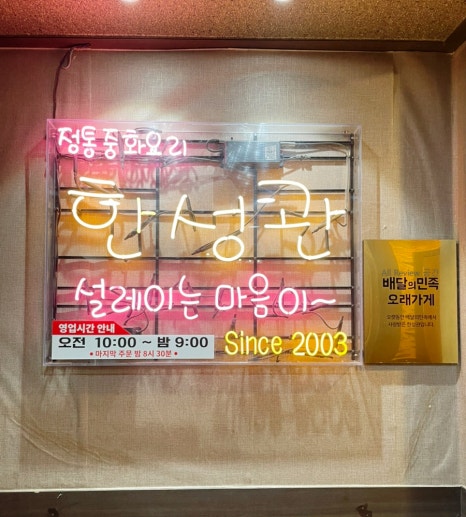 정통중화요리
한성관
설레이는 마음이~
영업시간 안내
오전 10:00 ~ 밤 9:00
• 마지막 주문 밤 8시 30분 •
Since 2003
배달의민족
오래가게